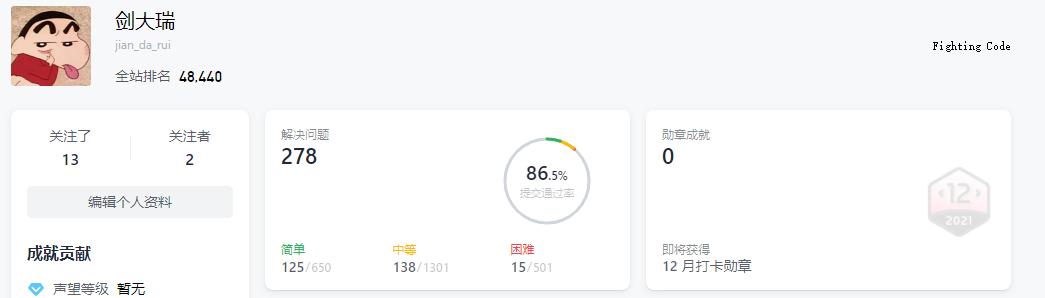 剑大瑞
jian_da_rui
全站排名 48,440
Fighting Code
关注了
13
关注者
2
编辑个人资料
成就贡献
声望等级 暂无
解决问题
278
86.5%
提交通过率
简单
125/650
中等
138/1301
困难
15/501
勋章成就
0
12
2021
即将获得
12 月打卡勋章